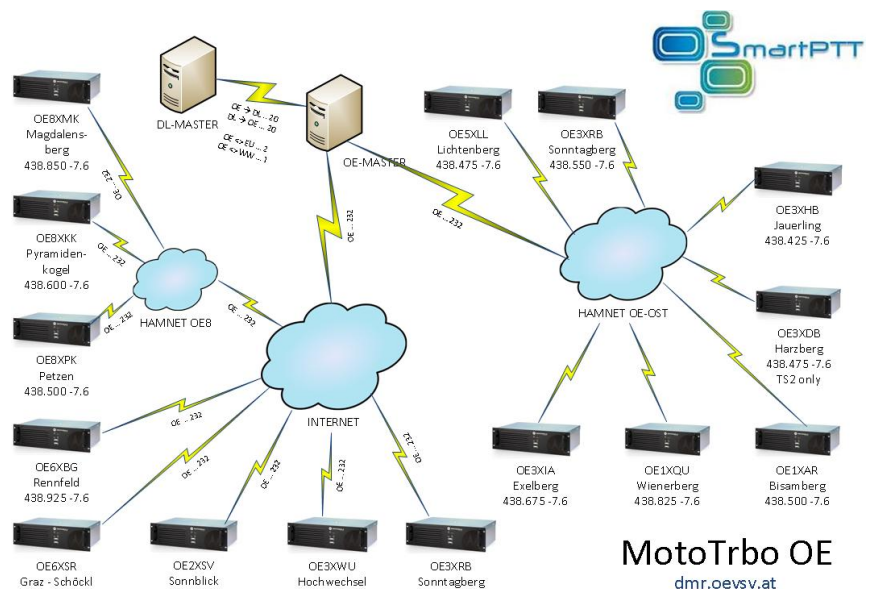 SmartPTT
OE8XMK
Magdalens-
berg
438.850 -7.6
DL-MASTER
OE → DL ... 20
DL → OE ... 20
OE <> EU ... 2
OE <> WW ... 1
OE-MASTER
OE5XLL
Lichtenberg
438.475 -7.6
OE3XRB
Sonntagberg
438.550 -7.6
OE3XHB
Jauerling
438.425 -7.6
OE ... 232
OE ... 232
OE ... 232
OE8XKK
Pyramiden-
kogel
438.600 -7.6
OE ... 232
HAMNET OE8
OE ... 232
OE ... 232
HAMNET OE-OST
OE3XDB
Harzberg
438.475 -7.6
TS2 only
OE8XPK
Petzen
438.500 -7.6
INTERNET
OE ... 232
OE ... 232
OE ... 232
OE ... 232
OE ... 232
OE6XBG
Rennfeld
438.925 -7.6
OE3XIA
Exelberg
438.675 -7.6
OE1XQU
Wienerberg
438.825 -7.6
OE1XAR
Bisamberg
438.500 -7.6
OE6XSR
Graz - Schöckl
OE2XSV
Sonnblick
OE3XWU
Hochwechsel
OE3XRB
Sonntagberg
MotoTrbo OE
dmr.oevsv.at